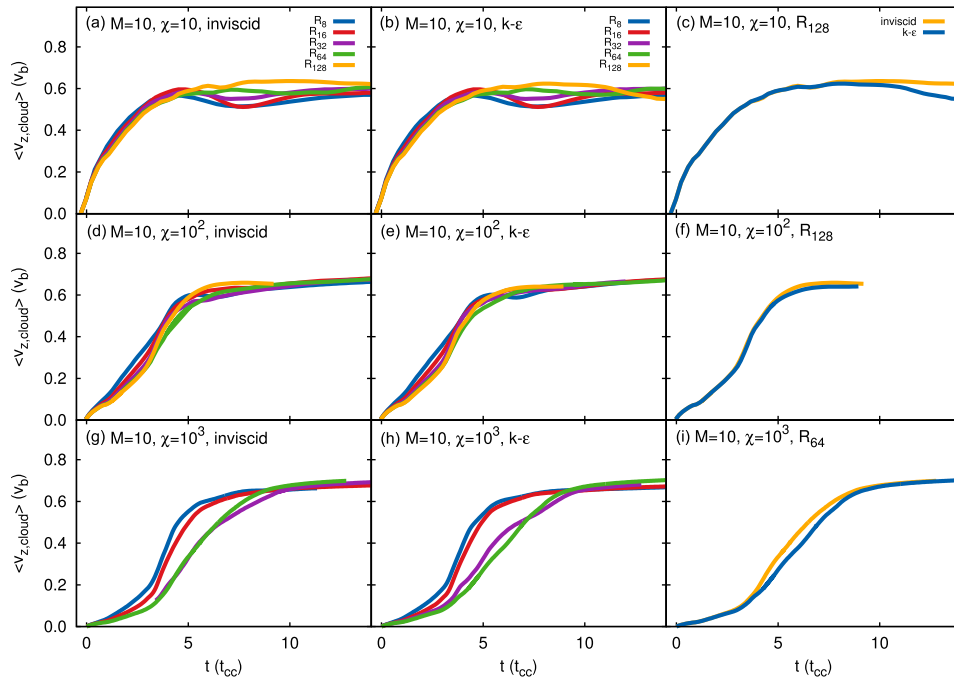 (a) M=10, χ=10, inviscid
R8
R16
R32
R64
R128
(b) M=10, χ=10, k-ε
R8
R16
R32
R64
R128
(c) M=10, χ=10, R128
inviscid
k-ε
<vz,cloud> (vb)
0.8
0.6
0.4
0.2
0.0
(d) M=10, χ=10², inviscid
(e) M=10, χ=10², k-ε
(f) M=10, χ=10², R128
<vz,cloud> (vb)
0.8
0.6
0.4
0.2
0.0
(g) M=10, χ=10³, inviscid
(h) M=10, χ=10³, k-ε
(i) M=10, χ=10³, R64
<vz,cloud> (vb)
0.8
0.6
0.4
0.2
0.0
0 5 10
0 5 10
0 5 10
t (tcc)
t (tcc)
t (tcc)